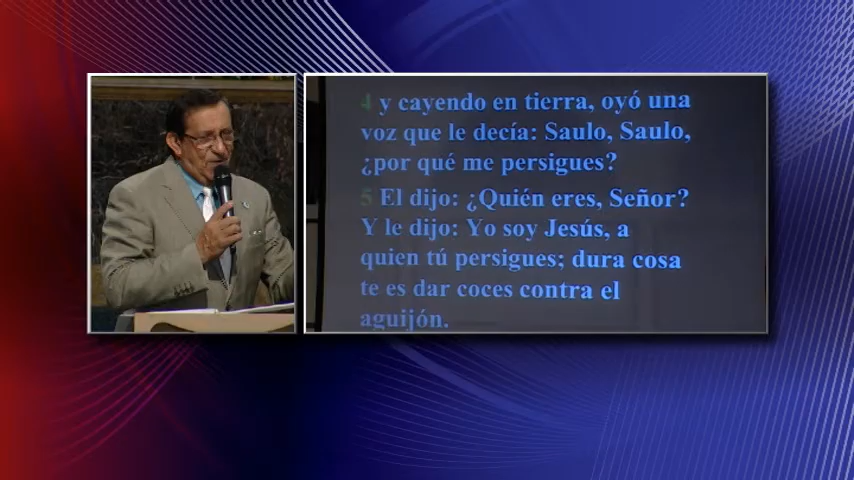 4 y cayendo en tierra, oyó una
voz que le decía: Saulo, Saulo,
¿por qué me persigues?
5 El dijo: ¿Quién eres, Señor?
Y le dijo: Yo soy Jesús, a
quien tú persigues; dura cosa
te es dar coces contra el
aguijón.